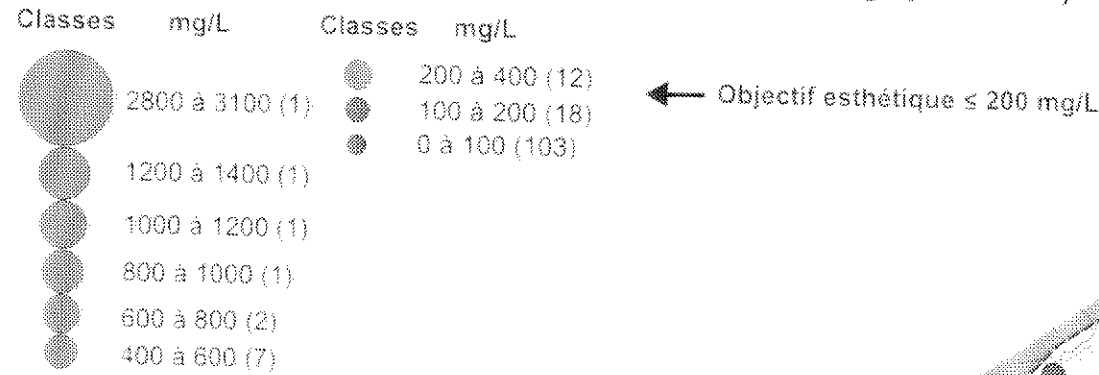 Classes mg/L
2800 à 3100 (1)
1200 à 1400 (1)
1000 à 1200 (1)
800 à 1000 (1)
600 à 800 (2)
400 à 600 (7)
Classes mg/L
200 à 400 (12)
100 à 200 (18)
0 à 100 (103)
Objectif esthétique ≤ 200 mg/L